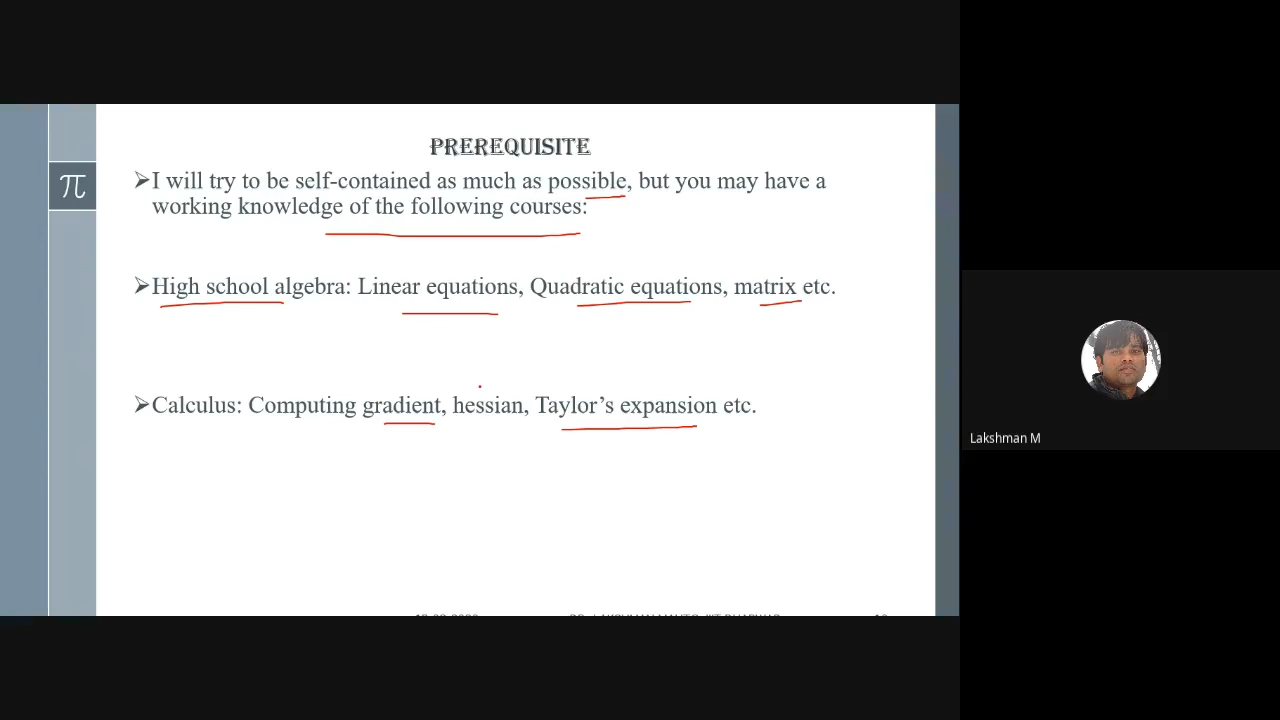 PREREQUISITE
➢I will try to be self-contained as much as possible, but you may have a
working knowledge of the following courses:
π
➢High school algebra: Linear equations, Quadratic equations, matrix etc.
➢Calculus: Computing gradient, hessian, Taylor’s expansion etc.
Lakshman M